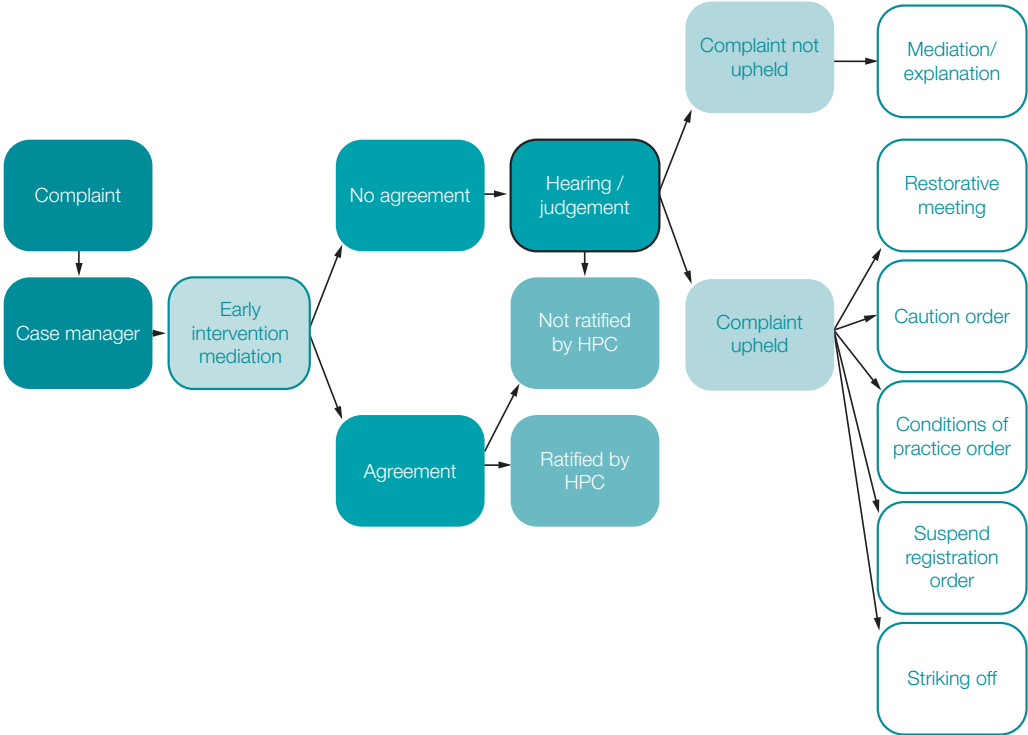 Complaint
Case manager
Early
intervention
mediation
No agreement
Agreement
Hearing /
judgement
Not ratified
by HPC
Ratified by
HPC
Complaint not
upheld
Complaint
upheld
Mediation/
explanation
Restorative
meeting
Caution order
Conditions of
practice order
Suspend
registration
order
Striking off